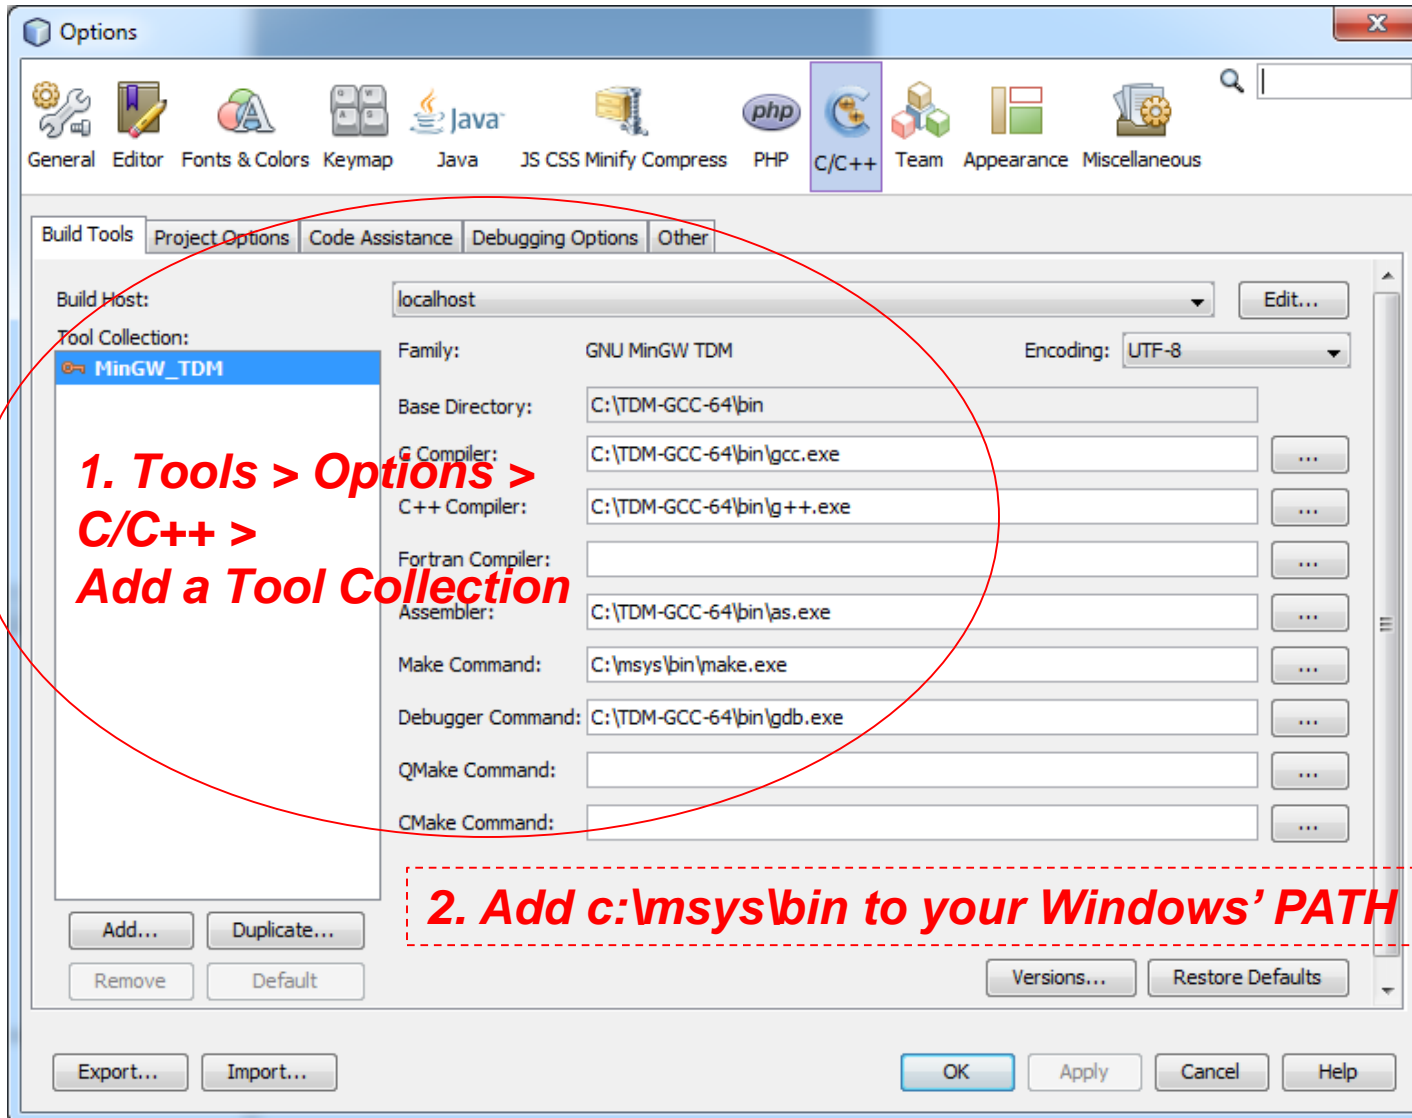 Options
General Editor Fonts & Colors Keymap Java JS CSS Minify Compress PHP C/C++ Team Appearance Miscellaneous
Build Tools Project Options Code Assistance Debugging Options Other
Build Host: localhost Edit...
Tool Collection:
MinGW_TDM
Family: GNU MinGW TDM Encoding: UTF-8
Base Directory: C:\TDM-GCC-64\bin
C Compiler: C:\TDM-GCC-64\bin\gcc.exe ...
C++ Compiler: C:\TDM-GCC-64\bin\g++.exe ...
Fortran Compiler: ...
Assembler: C:\TDM-GCC-64\bin\as.exe ...
Make Command: C:\msys\bin\make.exe ...
Debugger Command: C:\TDM-GCC-64\bin\gdb.exe ...
QMake Command: ...
CMake Command: ...
1. Tools > Options >
C/C++ >
Add a Tool Collection
2. Add c:\msys\bin to your Windows’ PATH
Add... Duplicate...
Remove Default
Versions... Restore Defaults
Export... Import... OK Apply Cancel Help